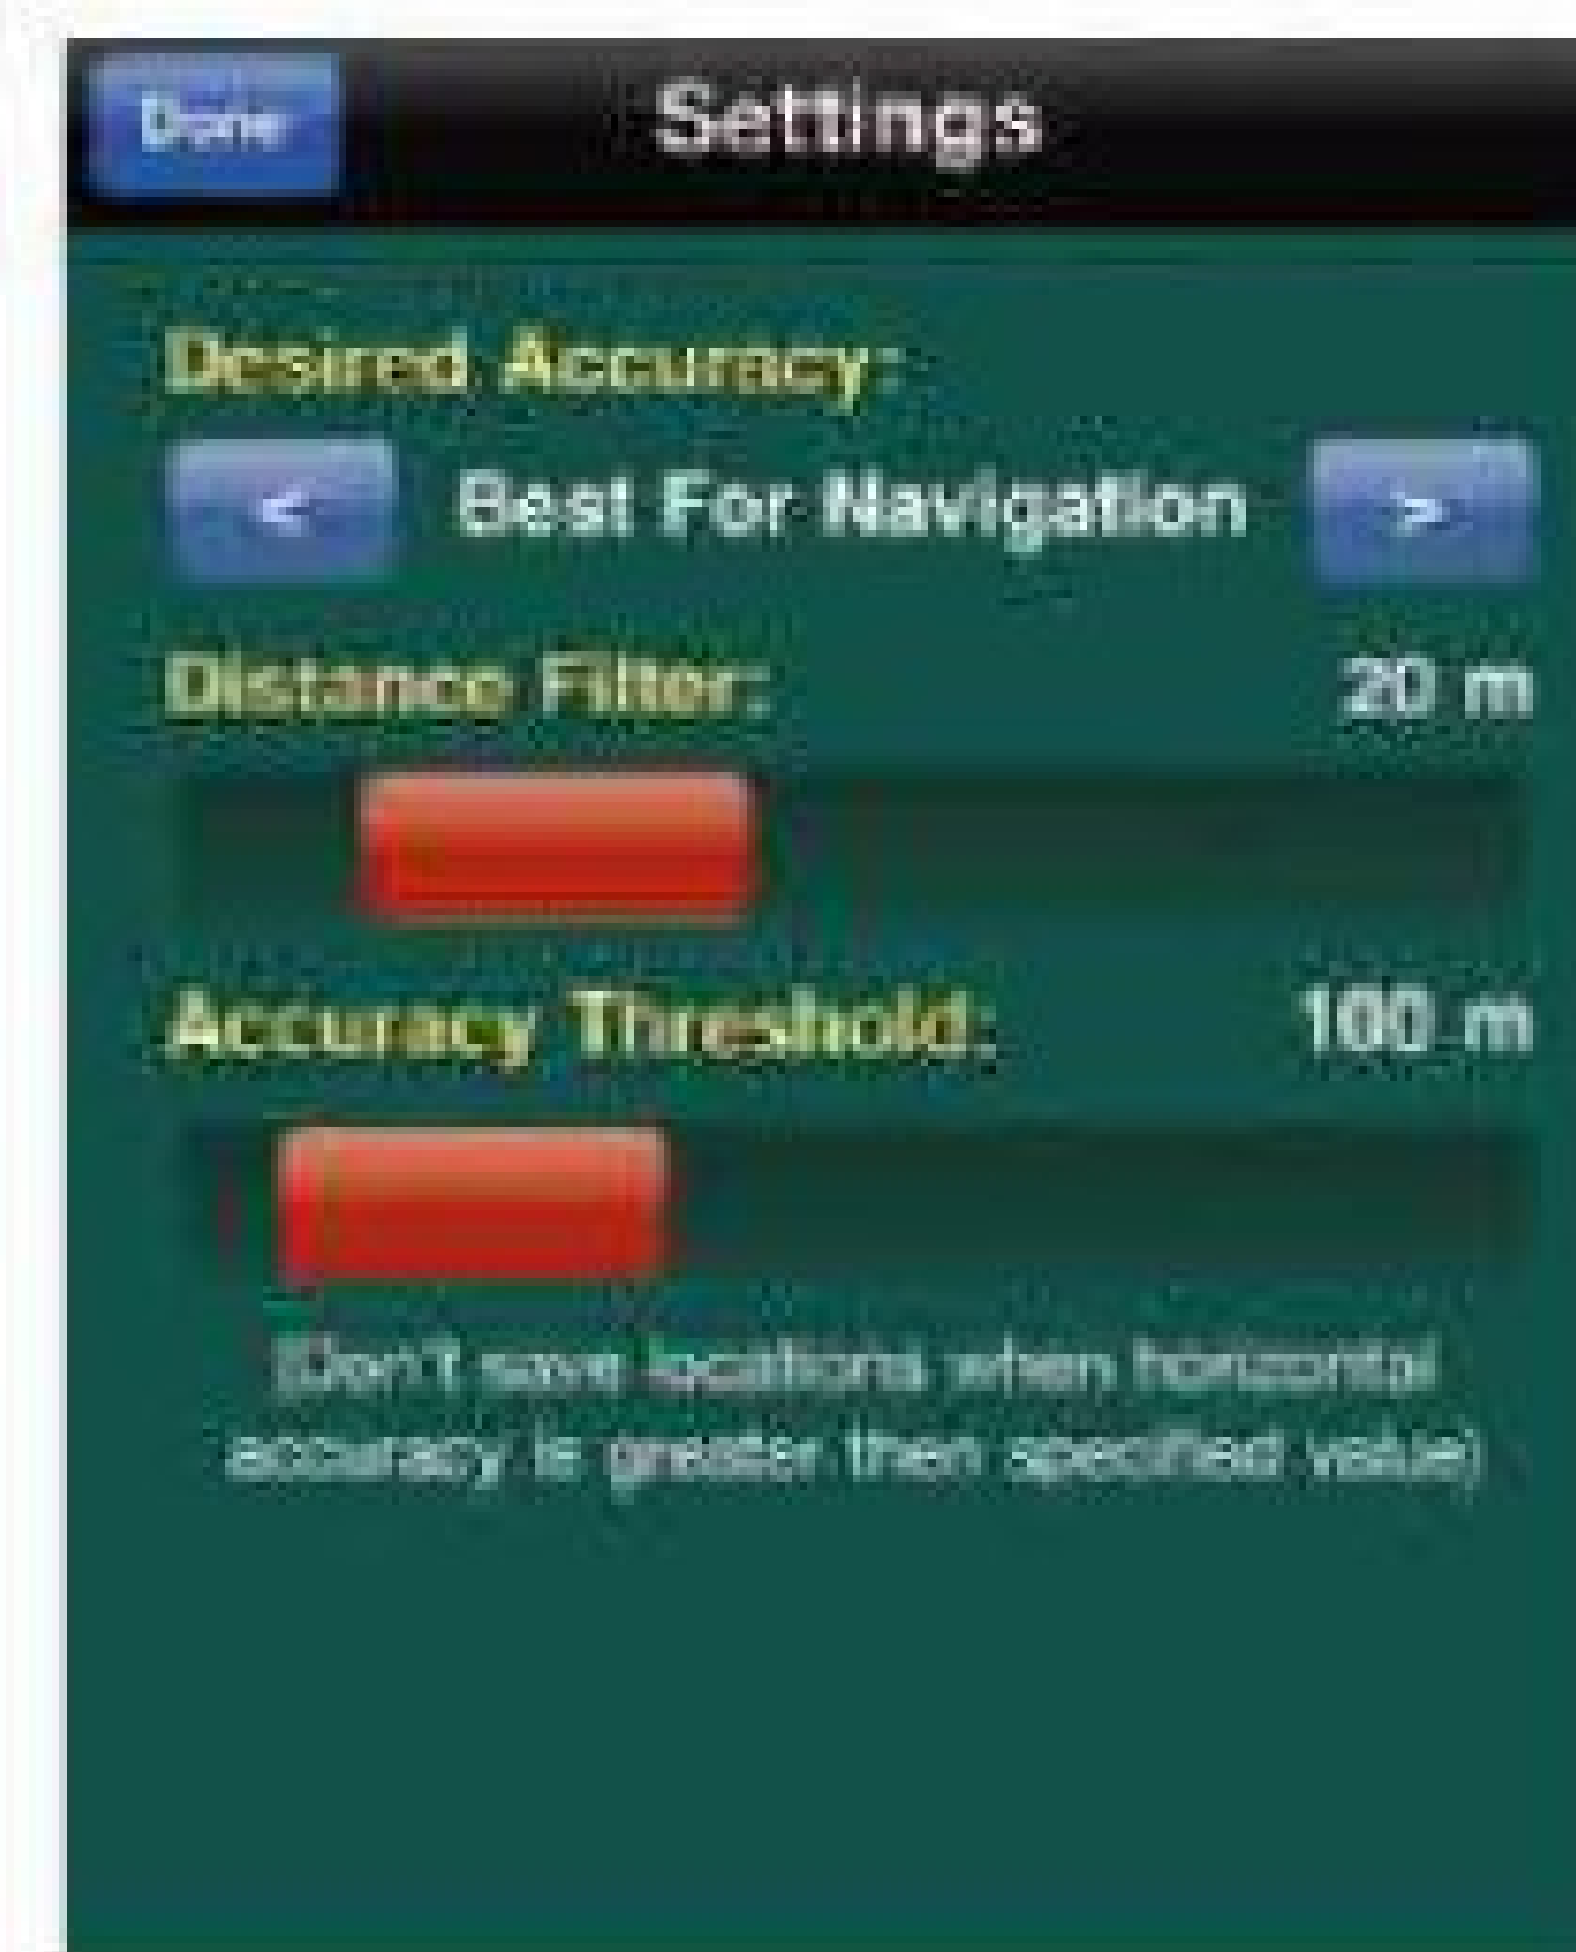 Done Settings
Desired Accuracy:
< Best For Navigation >
Distance Filter: 20 m
Accuracy Threshold: 100 m
(Don't save locations when horizontal
accuracy is greater then specified value)